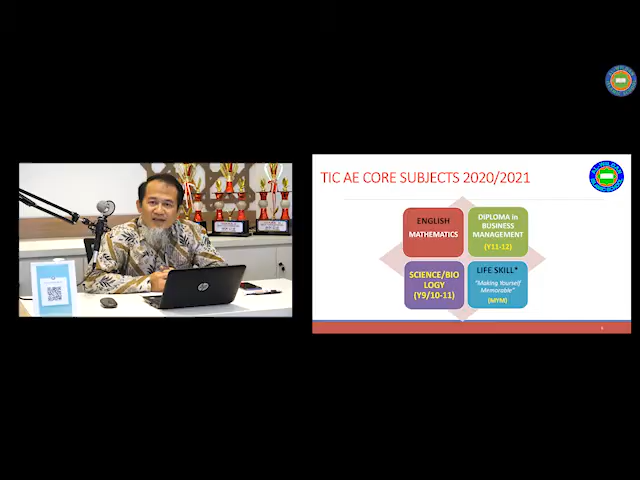 TIC AE CORE SUBJECTS 2020/2021
ENGLISH
MATHEMATICS
DIPLOMA in
BUSINESS
MANAGEMENT
(Y11-12)
SCIENCE/BIO
LOGY
(Y9/10-11)
LIFE SKILL*
"Making Yourself
Memorable"
(MYM)
hp